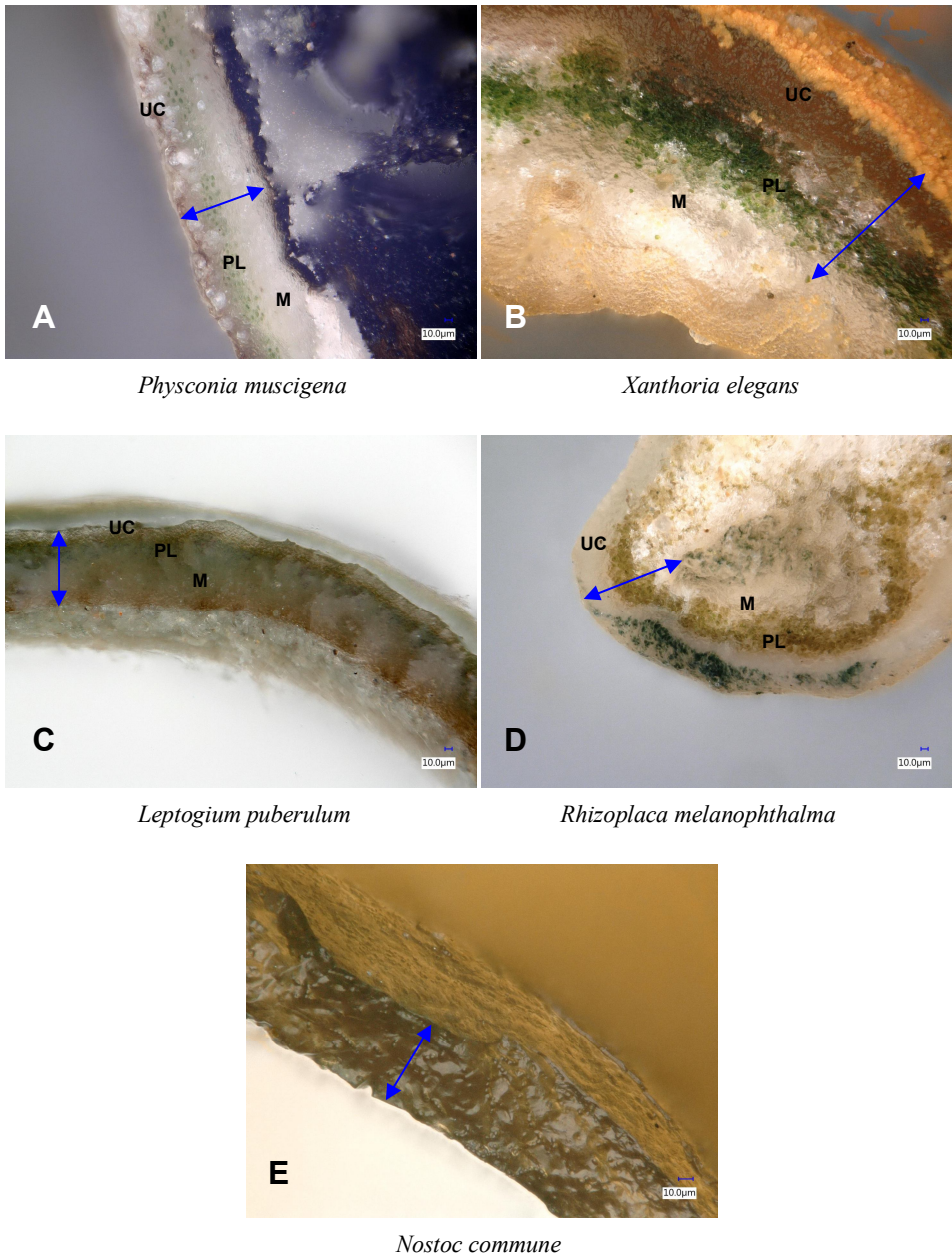 UC
PL
M
A
10.0µm
UC
PL
M
B
10.0µm
Physconia muscigena
Xanthoria elegans
UC
PL
M
C
10.0µm
UC
M
PL
D
10.0µm
Leptogium puberulum
Rhizoplaca melanophthalma
E
10.0µm
Nostoc commune